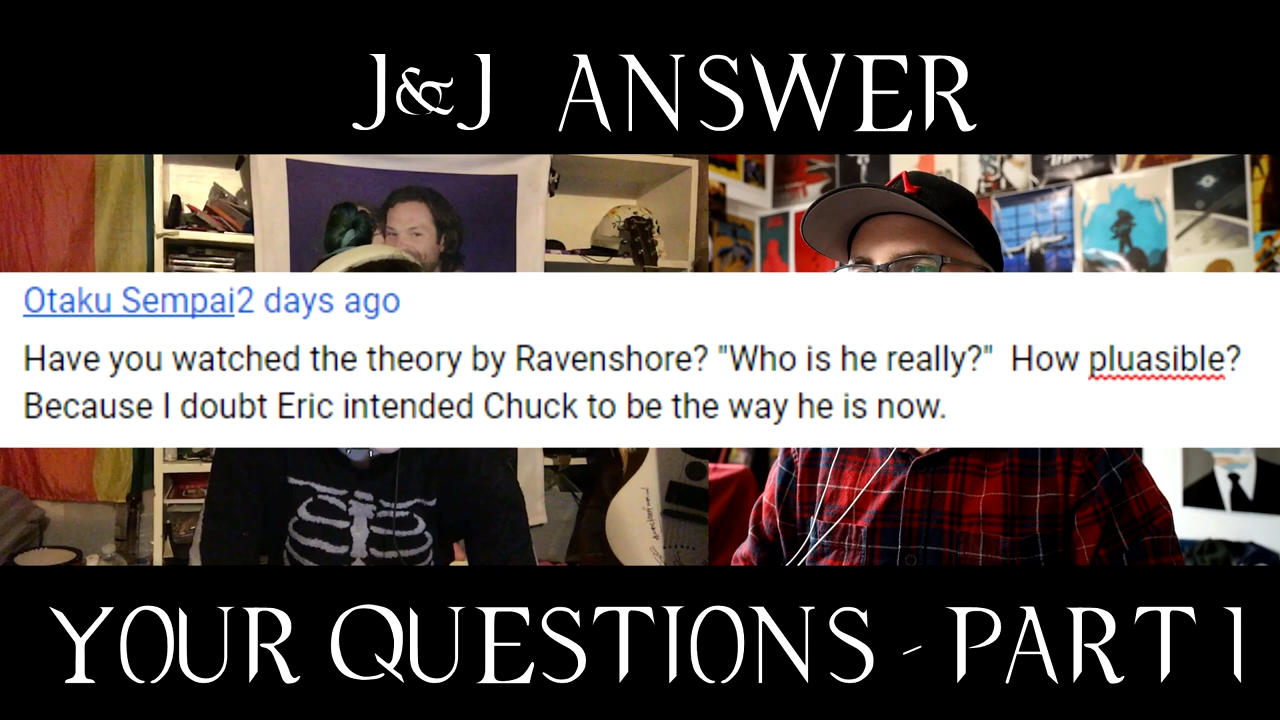 J&J ANSWER
Otaku Sempai2 days ago
Have you watched the theory by Ravenshore? "Who is he really?"  How pluasible?
Because I doubt Eric intended Chuck to be the way he is now.
YOUR QUESTIONS - PART 1